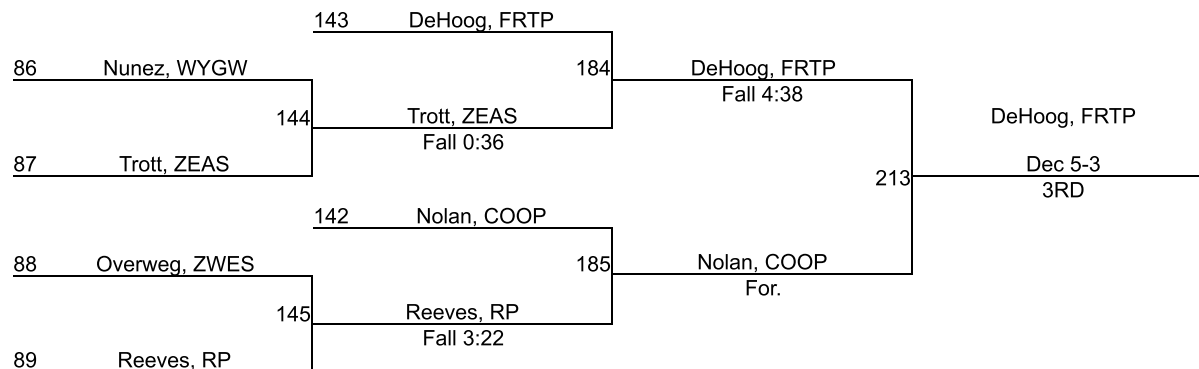 143 DeHoog, FRTP
86 Nunez, WYGW
184 DeHoog, FRTP
Fall 4:38
144 Trott, ZEAS
Fall 0:36
DeHoog, FRTP
87 Trott, ZEAS
Dec 5-3
213
3RD
142 Nolan, COOP
88 Overweg, ZWES
185 Nolan, COOP
For.
145 Reeves, RP
Fall 3:22
89 Reeves, RP